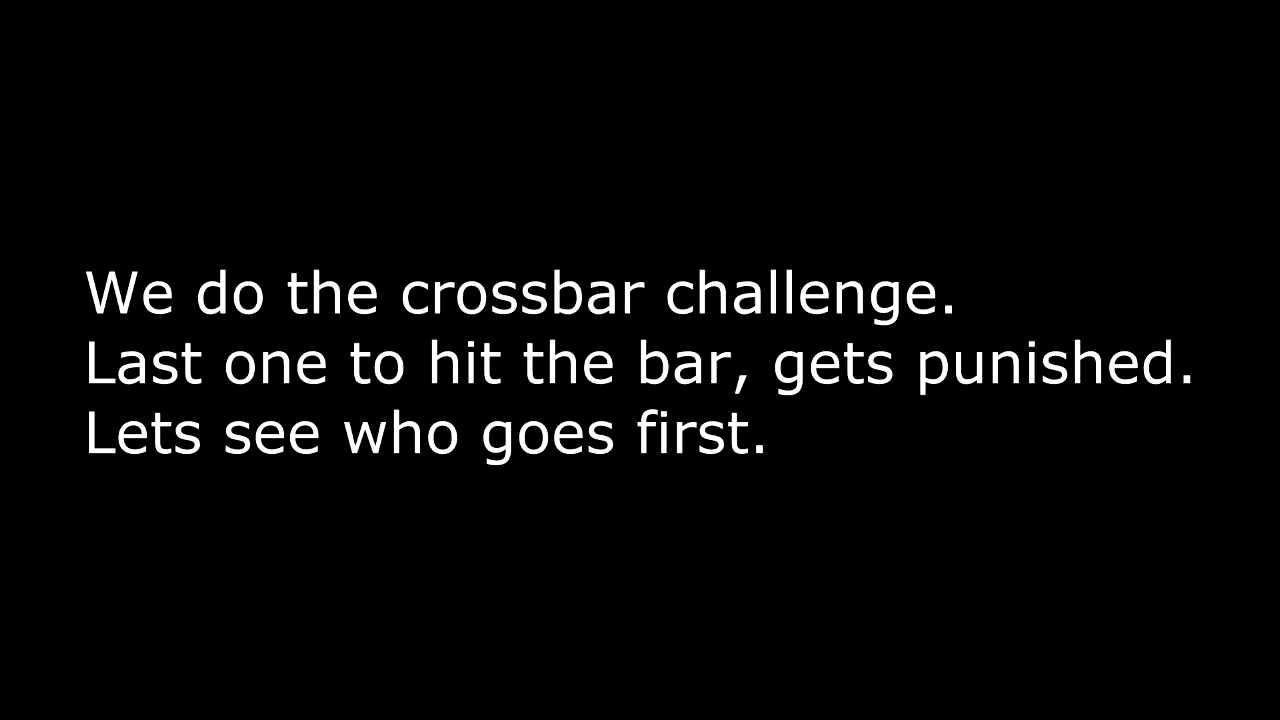 We do the crossbar challenge.
Last one to hit the bar, gets punished.
Lets see who goes first.